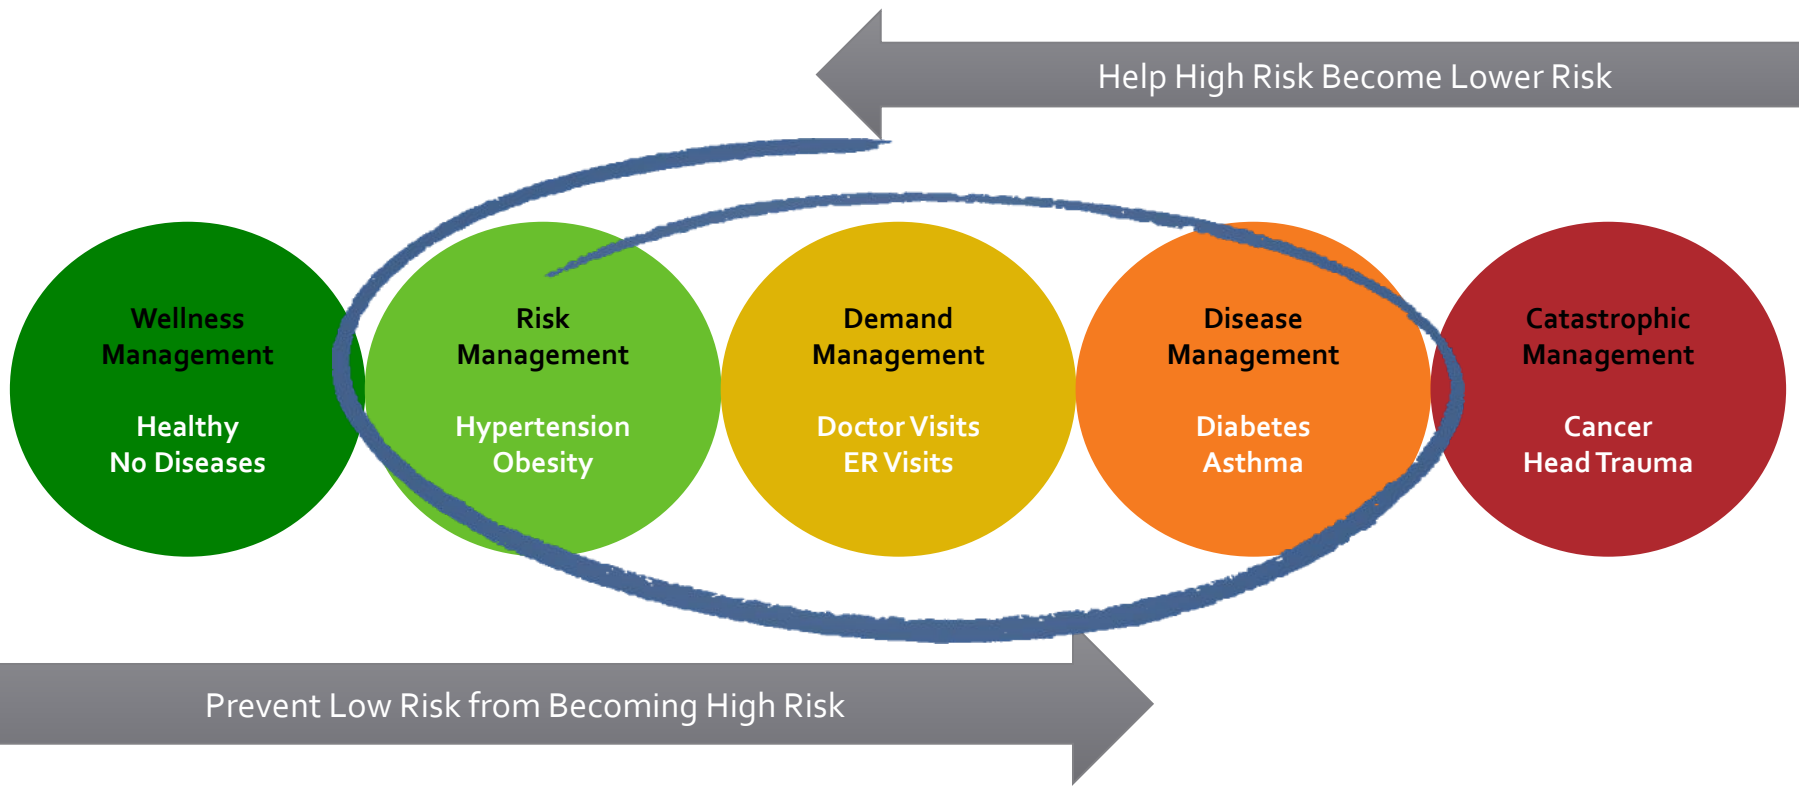 Help High Risk Become Lower Risk
Wellness
Management
Healthy
No Diseases
Risk
Management
Hypertension
Obesity
Demand
Management
Doctor Visits
ER Visits
Disease
Management
Diabetes
Asthma
Catastrophic
Management
Cancer
Head Trauma
Prevent Low Risk from Becoming High Risk